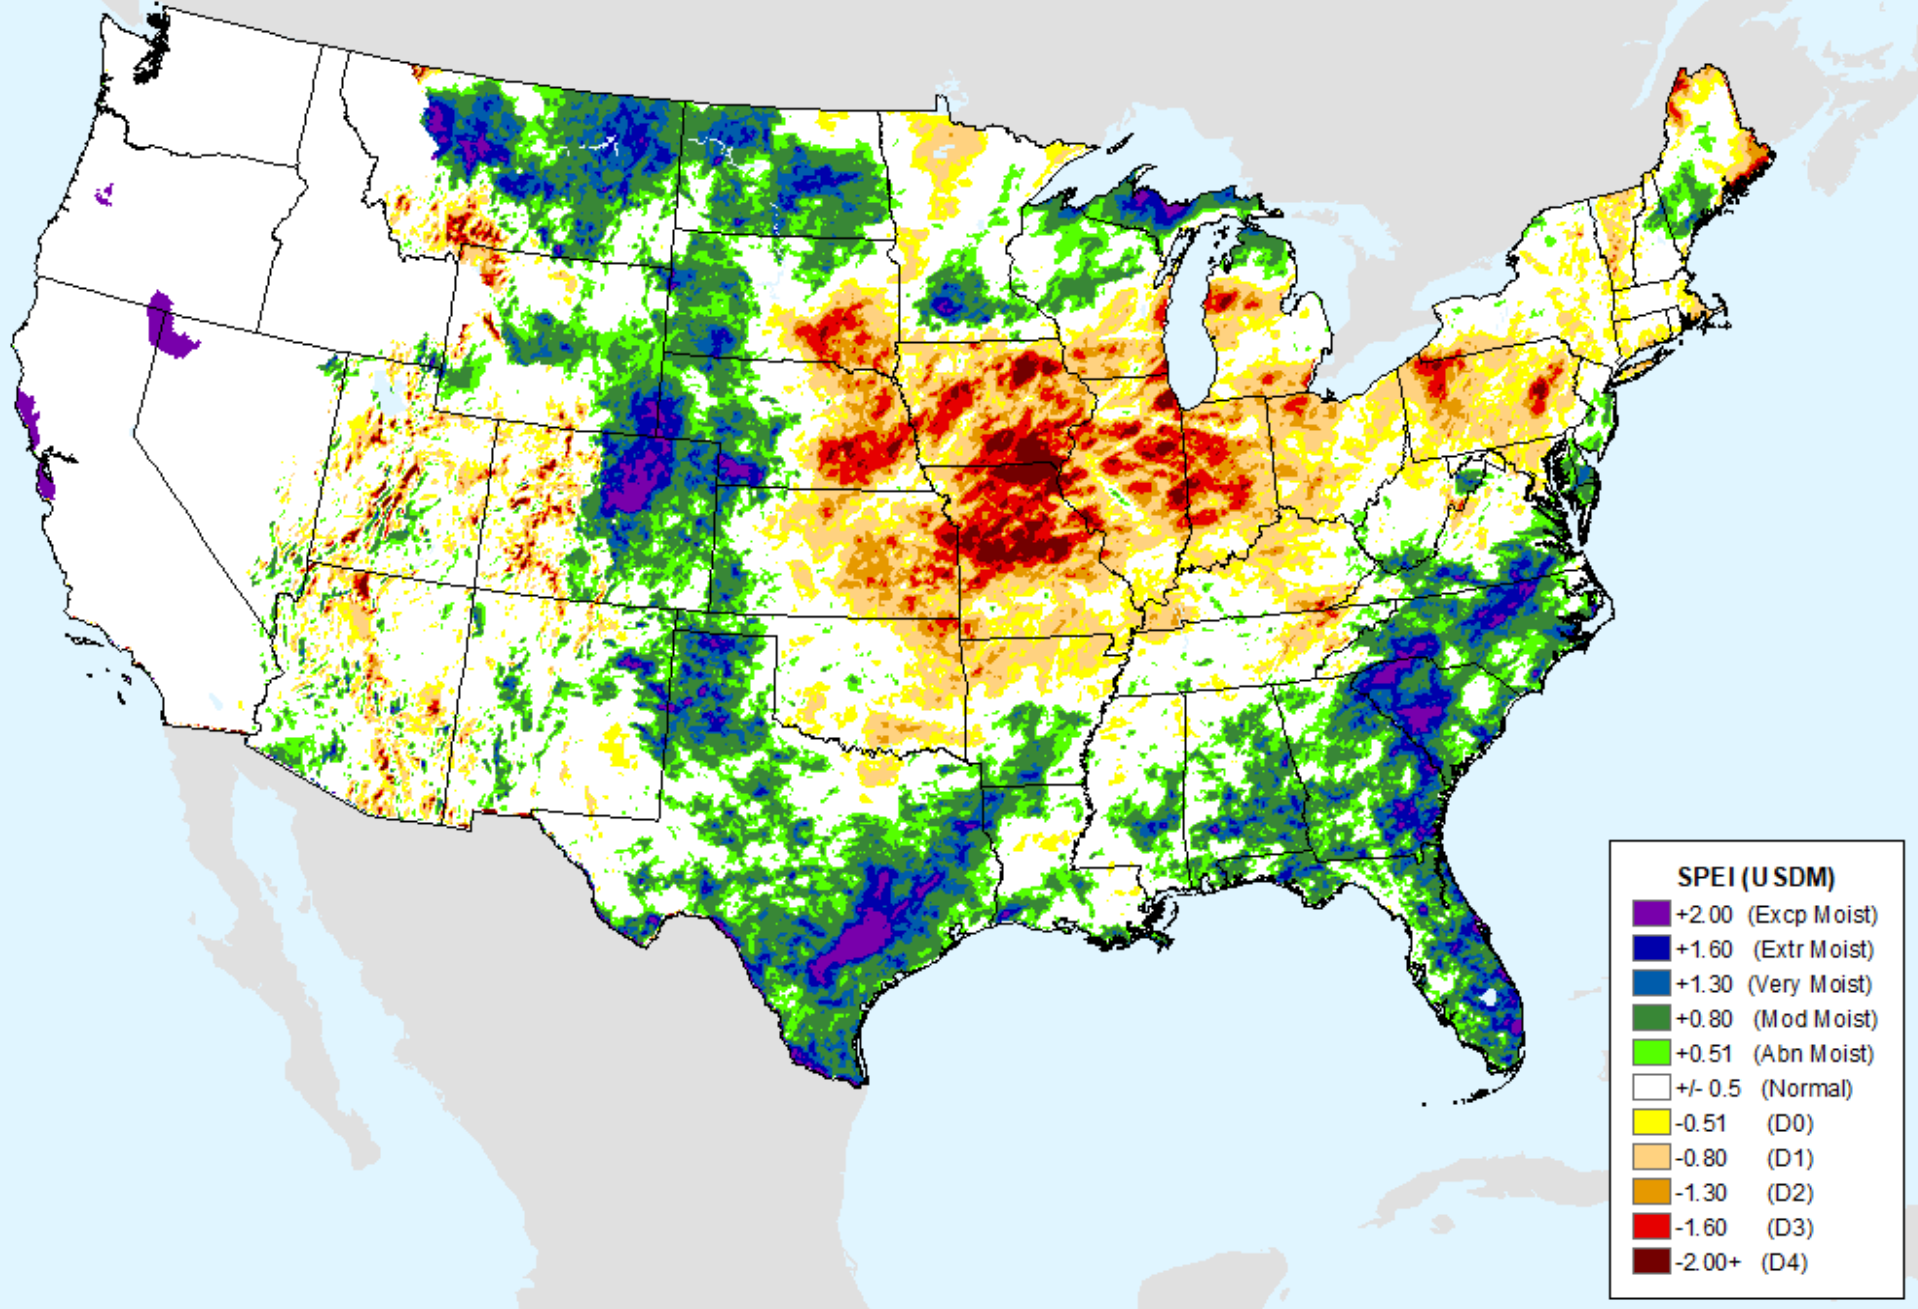 SPEI (USDM)
+2.00 (Excp Moist)
+1.60 (Extr Moist)
+1.30 (Very Moist)
+0.80 (Mod Moist)
+0.51 (Abn Moist)
+/- 0.5 (Normal)
-0.51 (D0)
-0.80 (D1)
-1.30 (D2)
-1.60 (D3)
-2.00+ (D4)